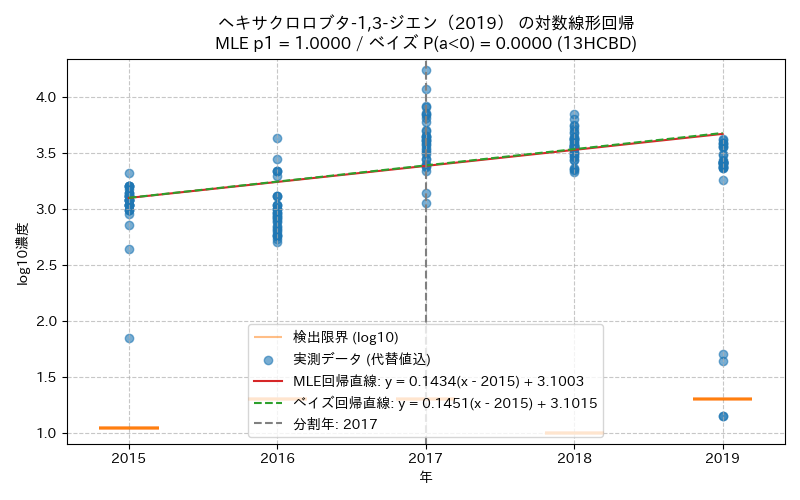 ヘキサクロロブタ-1,3-ジエン（2019） の対数線形回帰
MLE p1 = 1.0000 / ベイズ P(a<0) = 0.0000 (13HCBD)
log10濃度
4.0
3.5
3.0
2.5
2.0
1.5
1.0
検出限界 (log10)
実測データ (代替値込)
MLE回帰直線: y = 0.1434(x - 2015) + 3.1003
ベイズ回帰直線: y = 0.1451(x - 2015) + 3.1015
分割年: 2017
2015
2016
2017
2018
2019
年